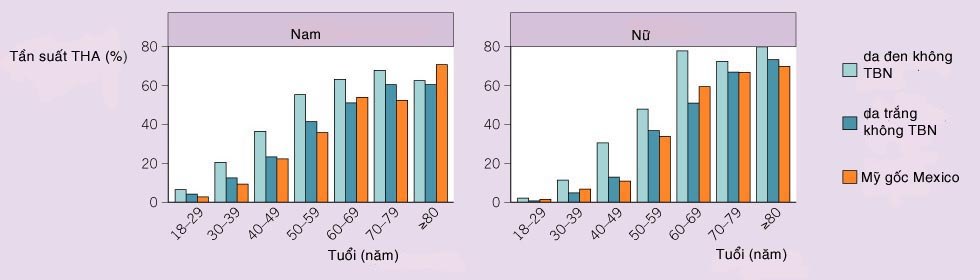 Tần suất THA (%)
Nam
80
60
40
20
0
18–29
30–39
40–49
50–59
60–69
70–79
≥80
Tuổi (năm)
Nữ
80
60
40
20
0
18–29
30–39
40–49
50–59
60–69
70–79
≥80
Tuổi (năm)
da đen không
TBN
da trắng
không TBN
Mỹ gốc Mexico